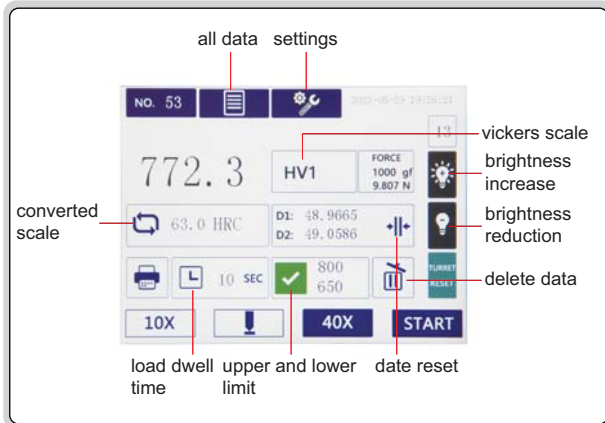 all data settings
NO. 53
13
vickers scale
772.3
HV1
FORCE
1000 gf
9.807 N
brightness
increase
converted
scale
63.0 HRC
D1: 48.9665
D2: 49.0586
brightness
reduction
10 SEC
800
650
TURRET
RESET
delete data
10X
40X
START
load dwell
time
upper and lower
limit
date reset